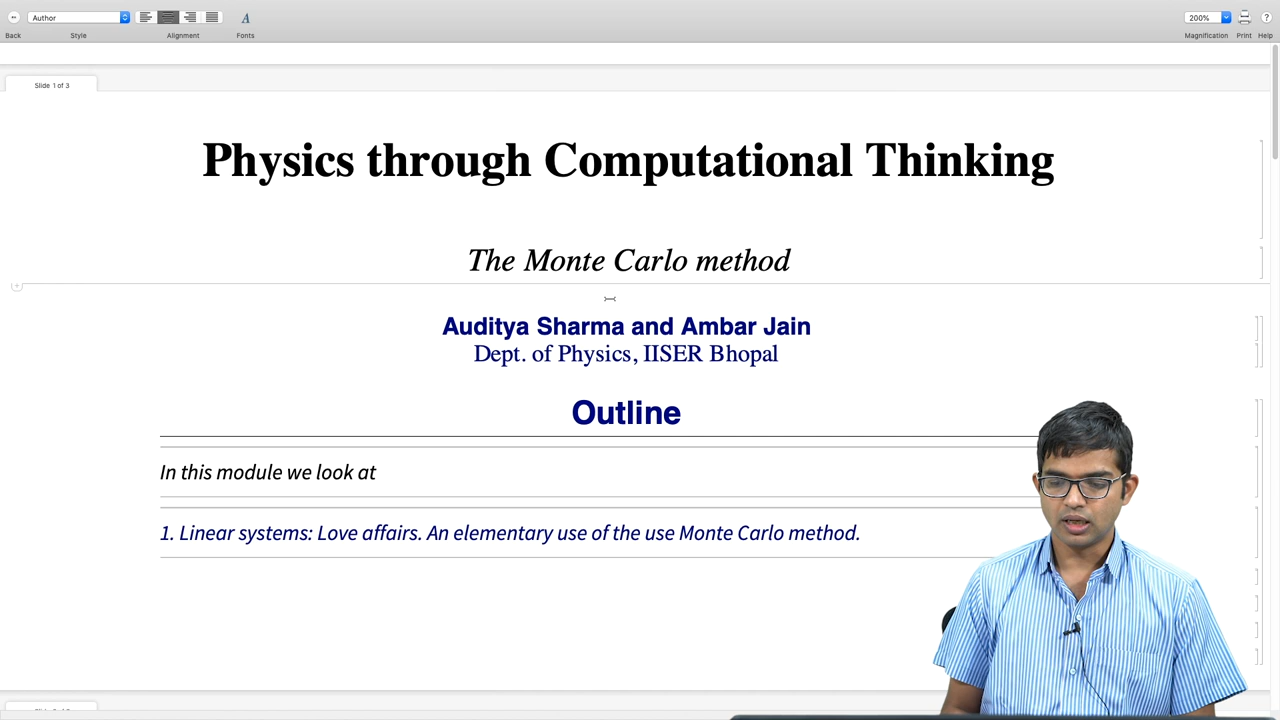 Author
200%
Back
Style
Alignment
Fonts
Magnification
Print
Help
Slide 1 of 3
Physics through Computational Thinking
The Monte Carlo method
Auditya Sharma and Ambar Jain
Dept. of Physics, IISER Bhopal
Outline
In this module we look at
1. Linear systems: Love affairs. An elementary use of the use Monte Carlo method.